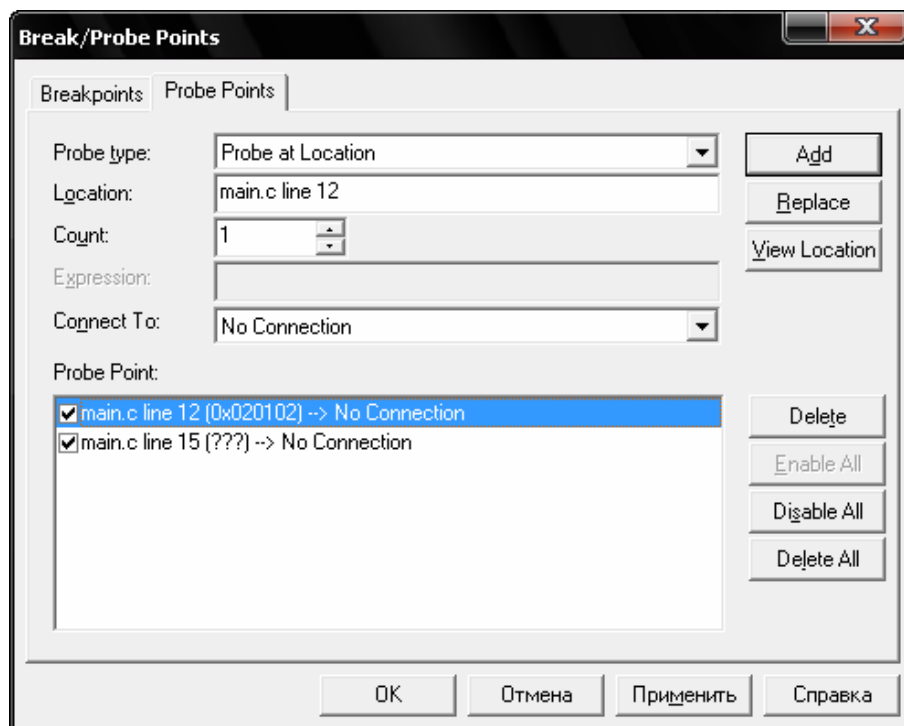 Break/Probe Points
Breakpoints Probe Points
Probe type: Probe at Location Add
Location: main.c line 12 Replace
Count: 1 View Location
Expression:
Connect To: No Connection
Probe Point:
main.c line 12 (0x020102) --> No Connection
main.c line 15 (???) --> No Connection
Delete
Enable All
Disable All
Delete All
OK Отмена Применить Справка